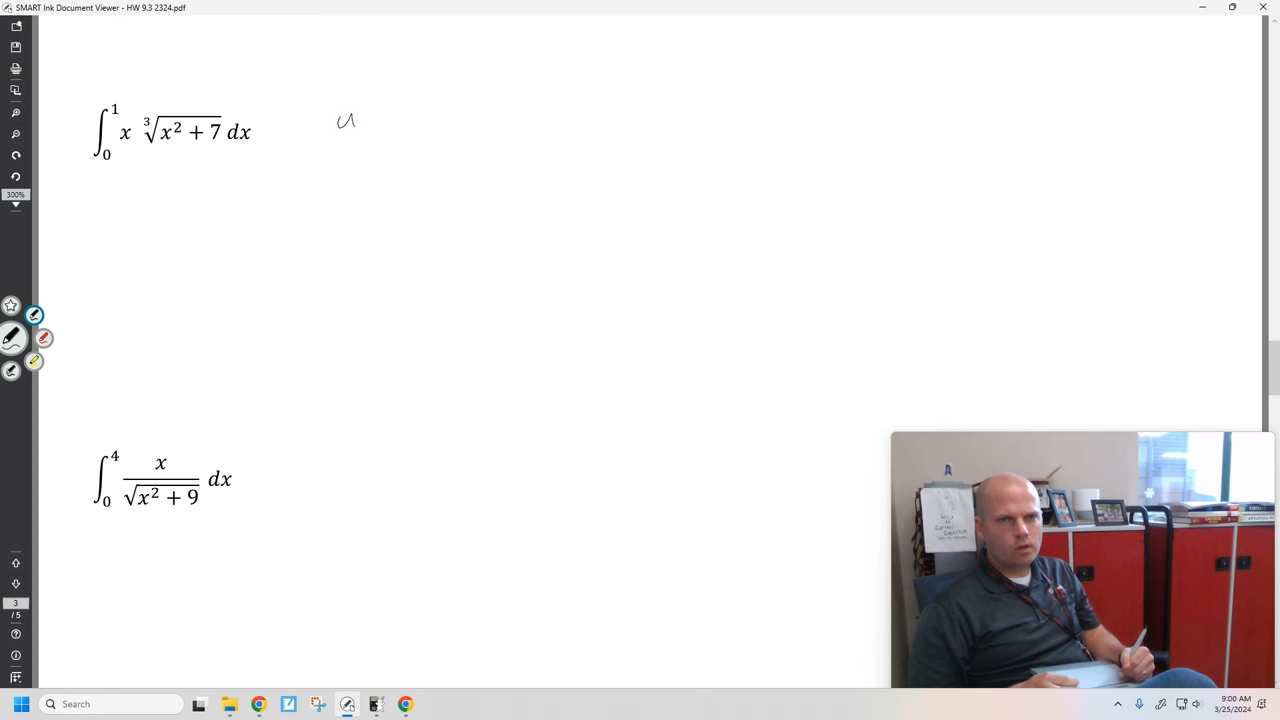 SMART Ink Document Viewer - HW 9.3 2324.pdf
∫₀¹ x ∛(x² + 7) dx
u
300%
∫₀⁴ x / √(x² + 9) dx
3
/ 5
Search
9:00 AM
3/25/2024